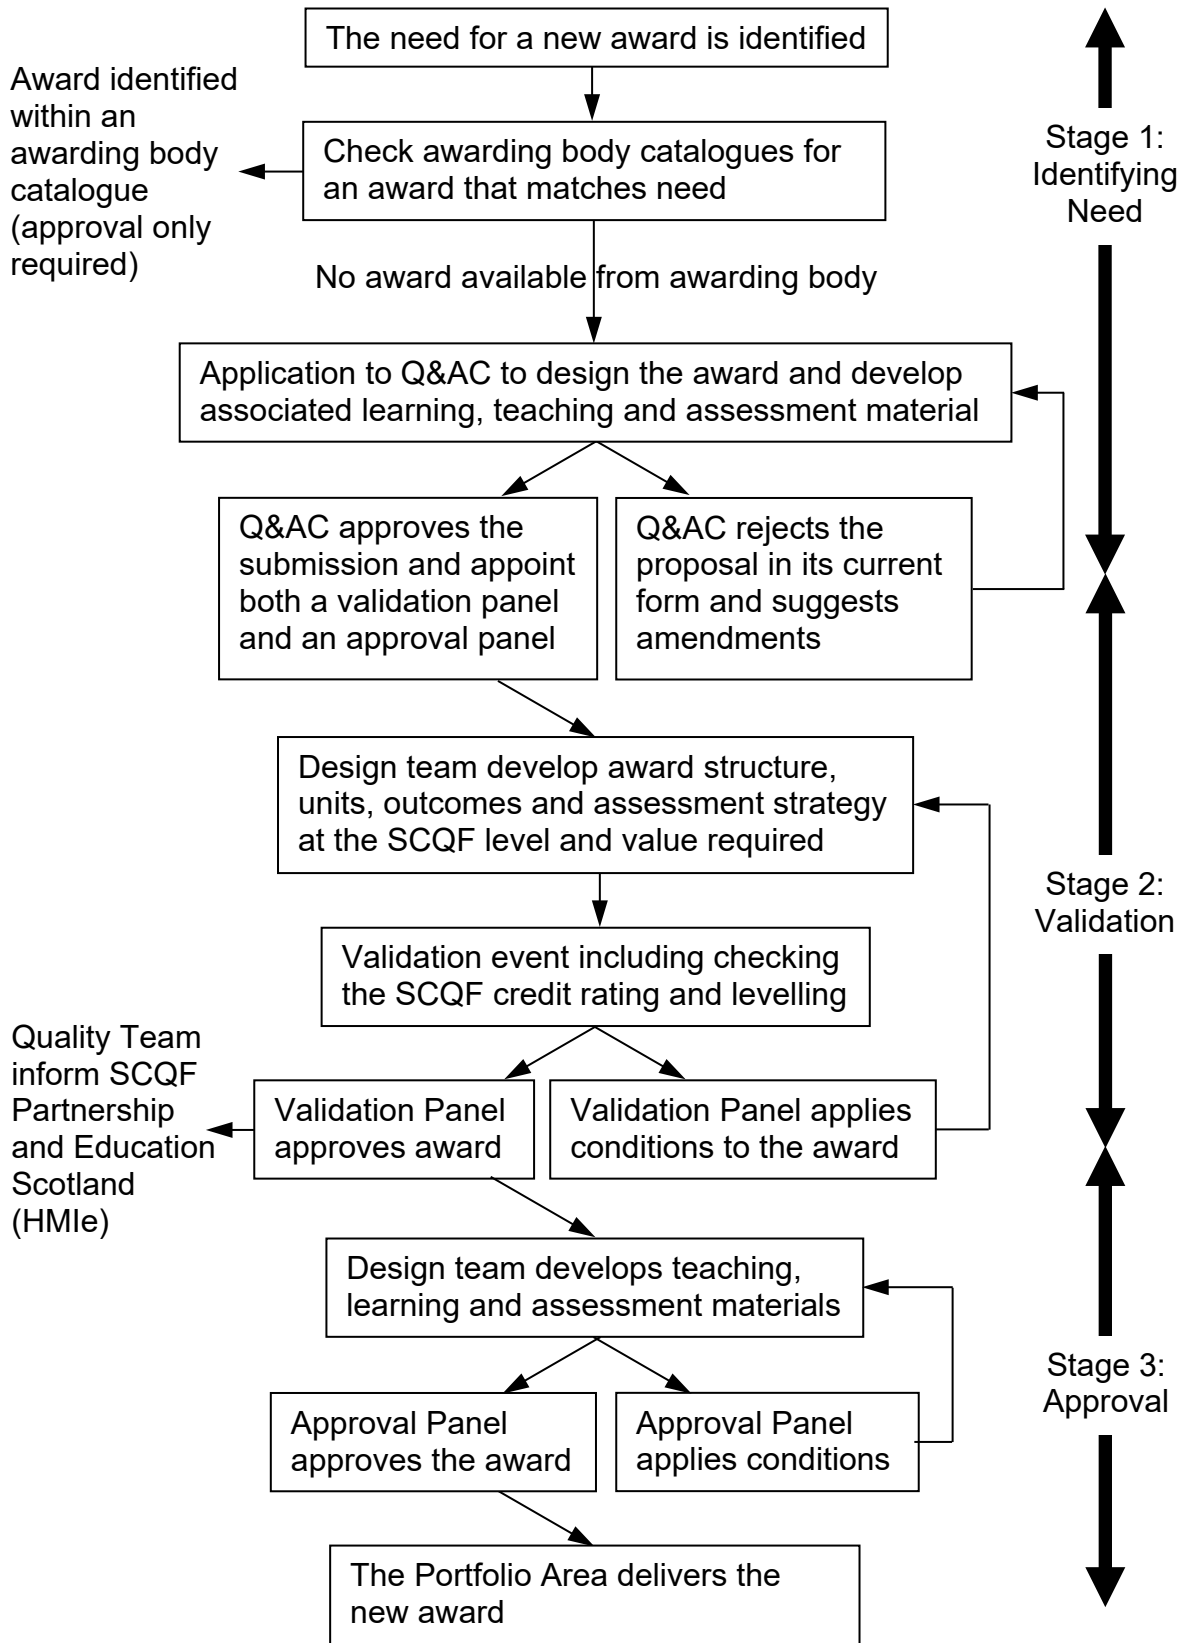 The need for a new award is identified
Award identified
within an
awarding body
catalogue
(approval only
required)
Check awarding body catalogues for
an award that matches need
Stage 1:
Identifying
Need
No award available from awarding body
Application to Q&AC to design the award and develop
associated learning, teaching and assessment material
Q&AC approves the
submission and appoint
both a validation panel
and an approval panel
Q&AC rejects the
proposal in its current
form and suggests
amendments
Design team develop award structure,
units, outcomes and assessment strategy
at the SCQF level and value required
Stage 2:
Validation
Validation event including checking
the SCQF credit rating and levelling
Quality Team
inform SCQF
Partnership
and Education
Scotland
(HMIe)
Validation Panel
approves award
Validation Panel applies
conditions to the award
Design team develops teaching,
learning and assessment materials
Stage 3:
Approval
Approval Panel
approves the award
Approval Panel
applies conditions
The Portfolio Area delivers the
new award